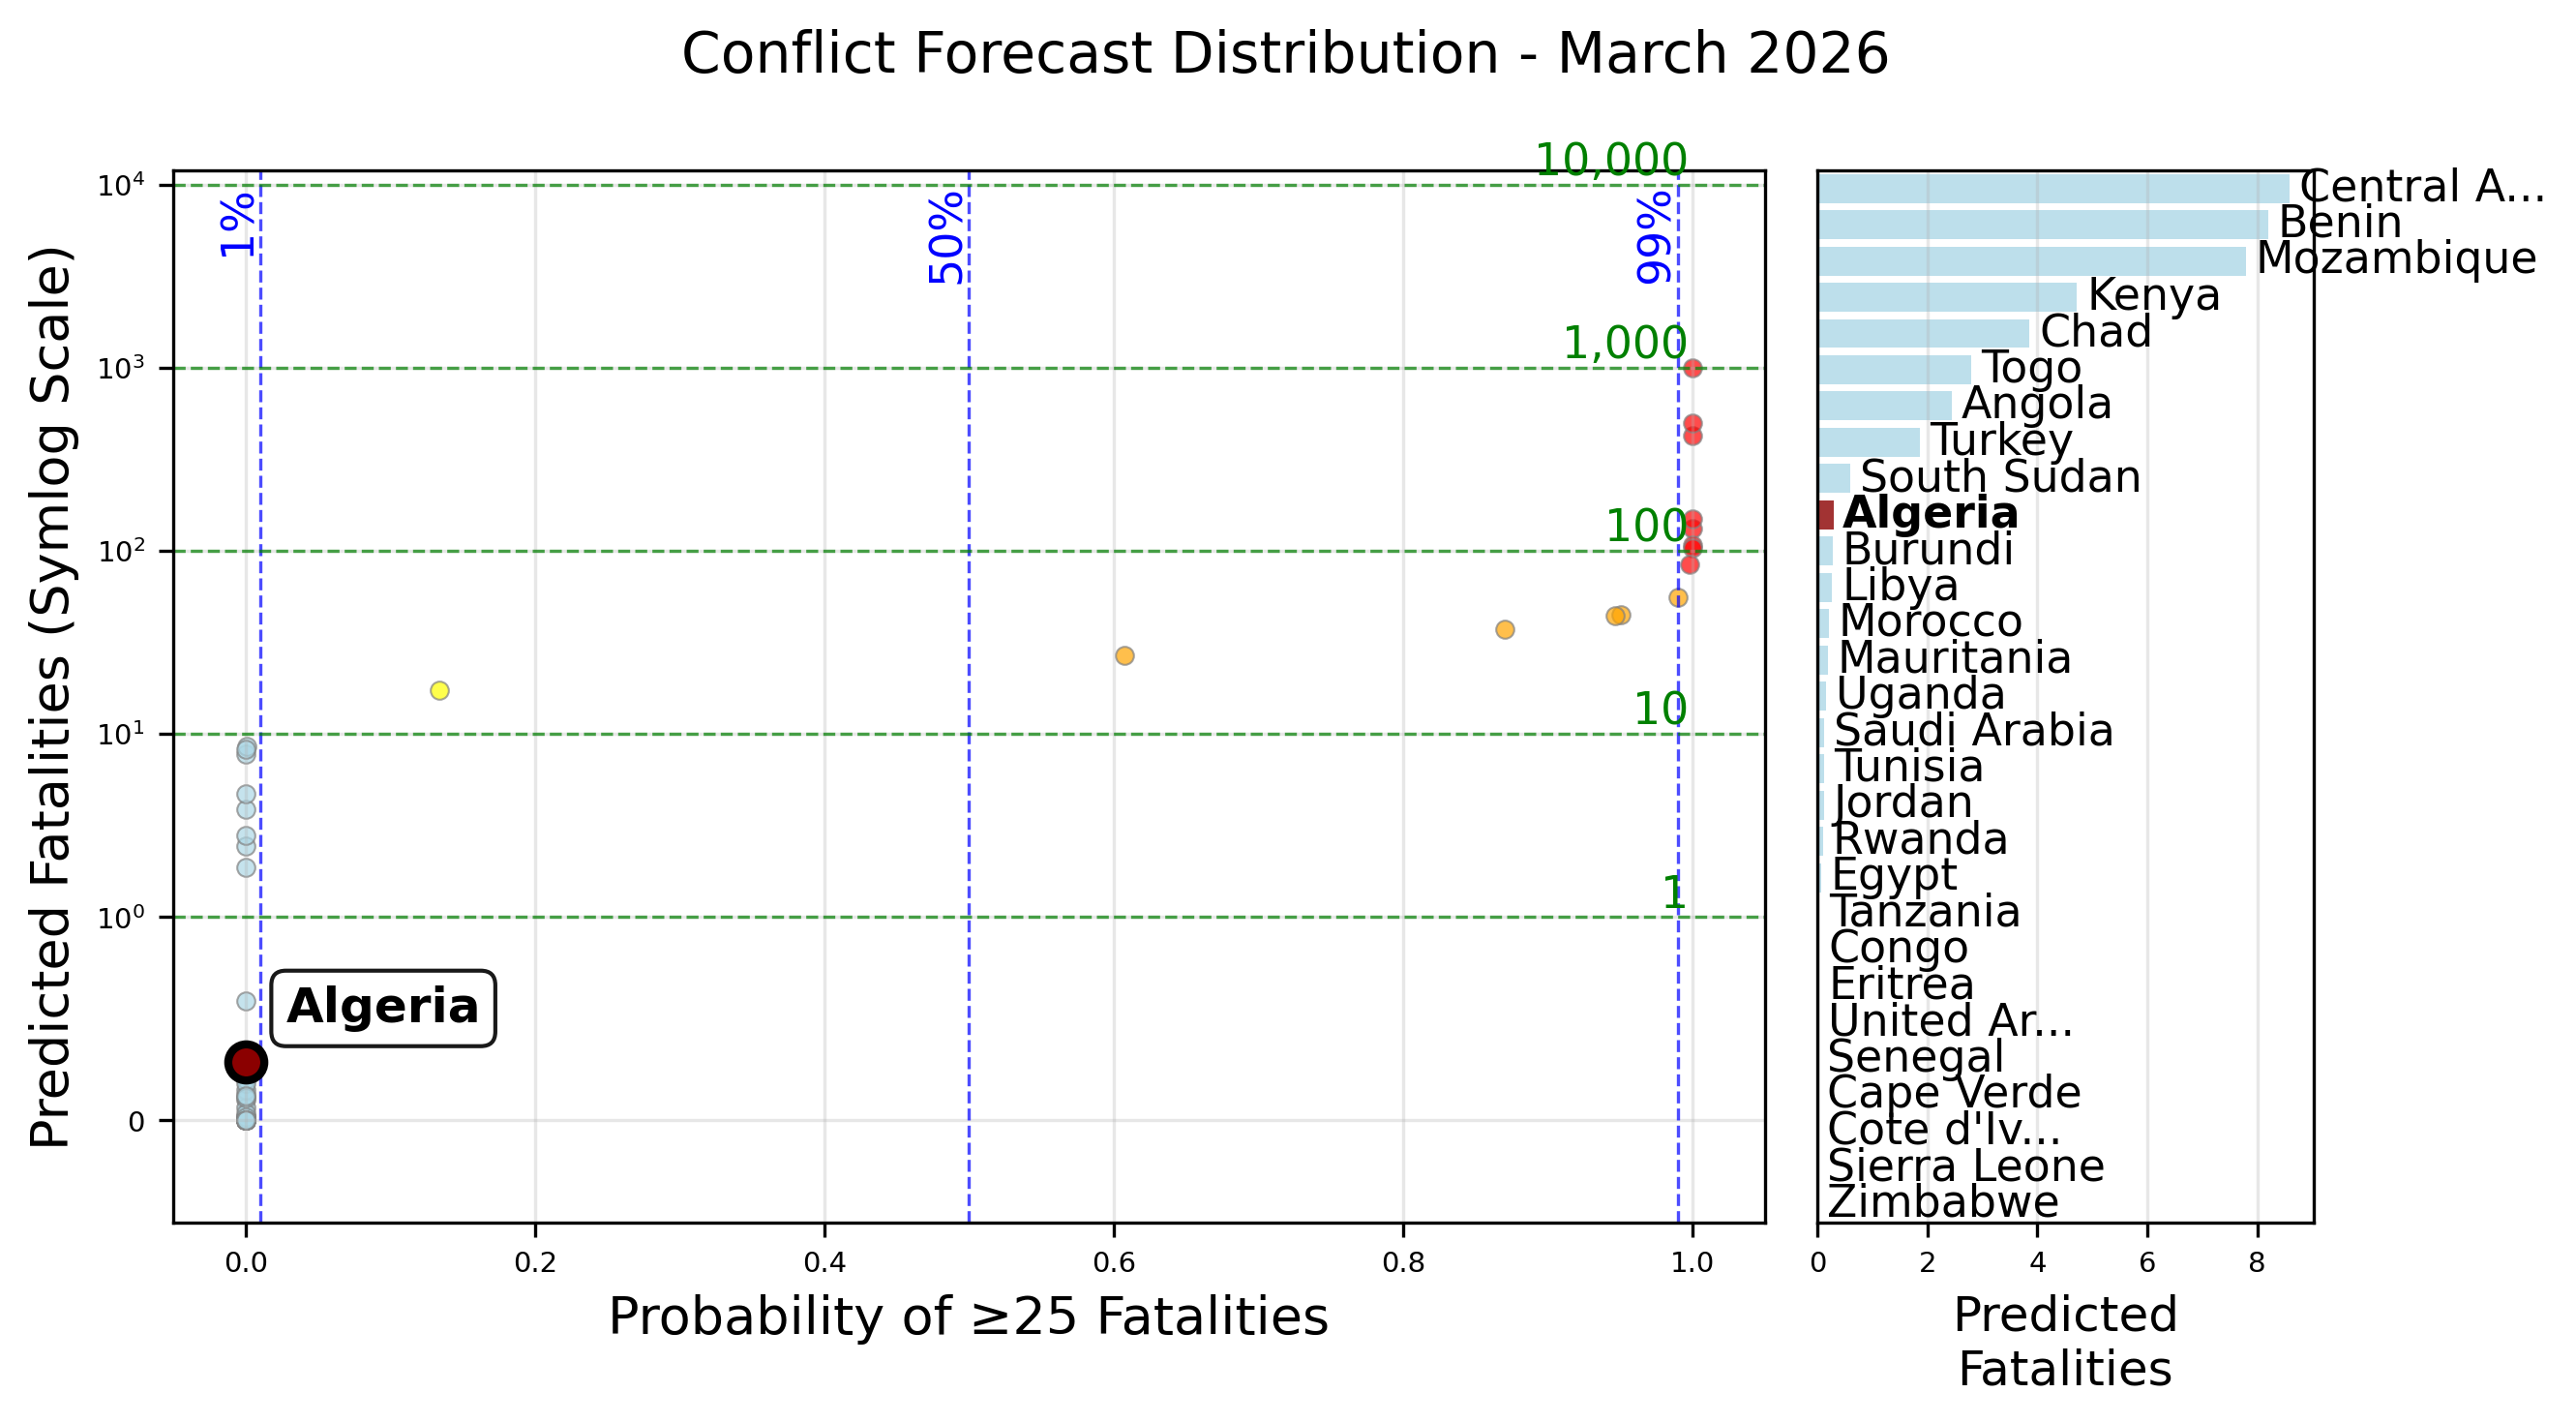 Conflict Forecast Distribution - March 2026
Predicted Fatalities (Symlog Scale)
10⁴
10³
10²
10¹
10⁰
0
1%
50%
99%
10,000
1,000
100
10
1
Algeria
0.0 0.2 0.4 0.6 0.8 1.0
Probability of ≥25 Fatalities
Central A...
Benin
Mozambique
Kenya
Chad
Togo
Angola
Turkey
South Sudan
Algeria
Burundi
Libya
Morocco
Mauritania
Uganda
Saudi Arabia
Tunisia
Jordan
Rwanda
Egypt
Tanzania
Congo
Eritrea
United Ar...
Senegal
Cape Verde
Cote d'Iv...
Sierra Leone
Zimbabwe
0 2 4 6 8
Predicted
Fatalities